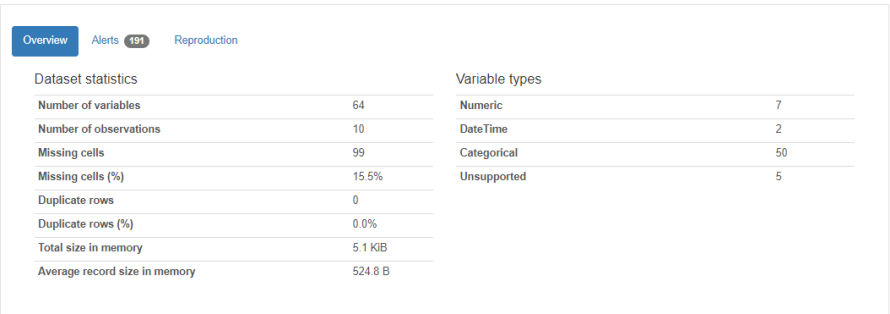 Overview Alerts 191 Reproduction
Dataset statistics
Number of variables 64
Number of observations 10
Missing cells 99
Missing cells (%) 15.5%
Duplicate rows 0
Duplicate rows (%) 0.0%
Total size in memory 5.1 KiB
Average record size in memory 524.8 B
Variable types
Numeric 7
DateTime 2
Categorical 50
Unsupported 5